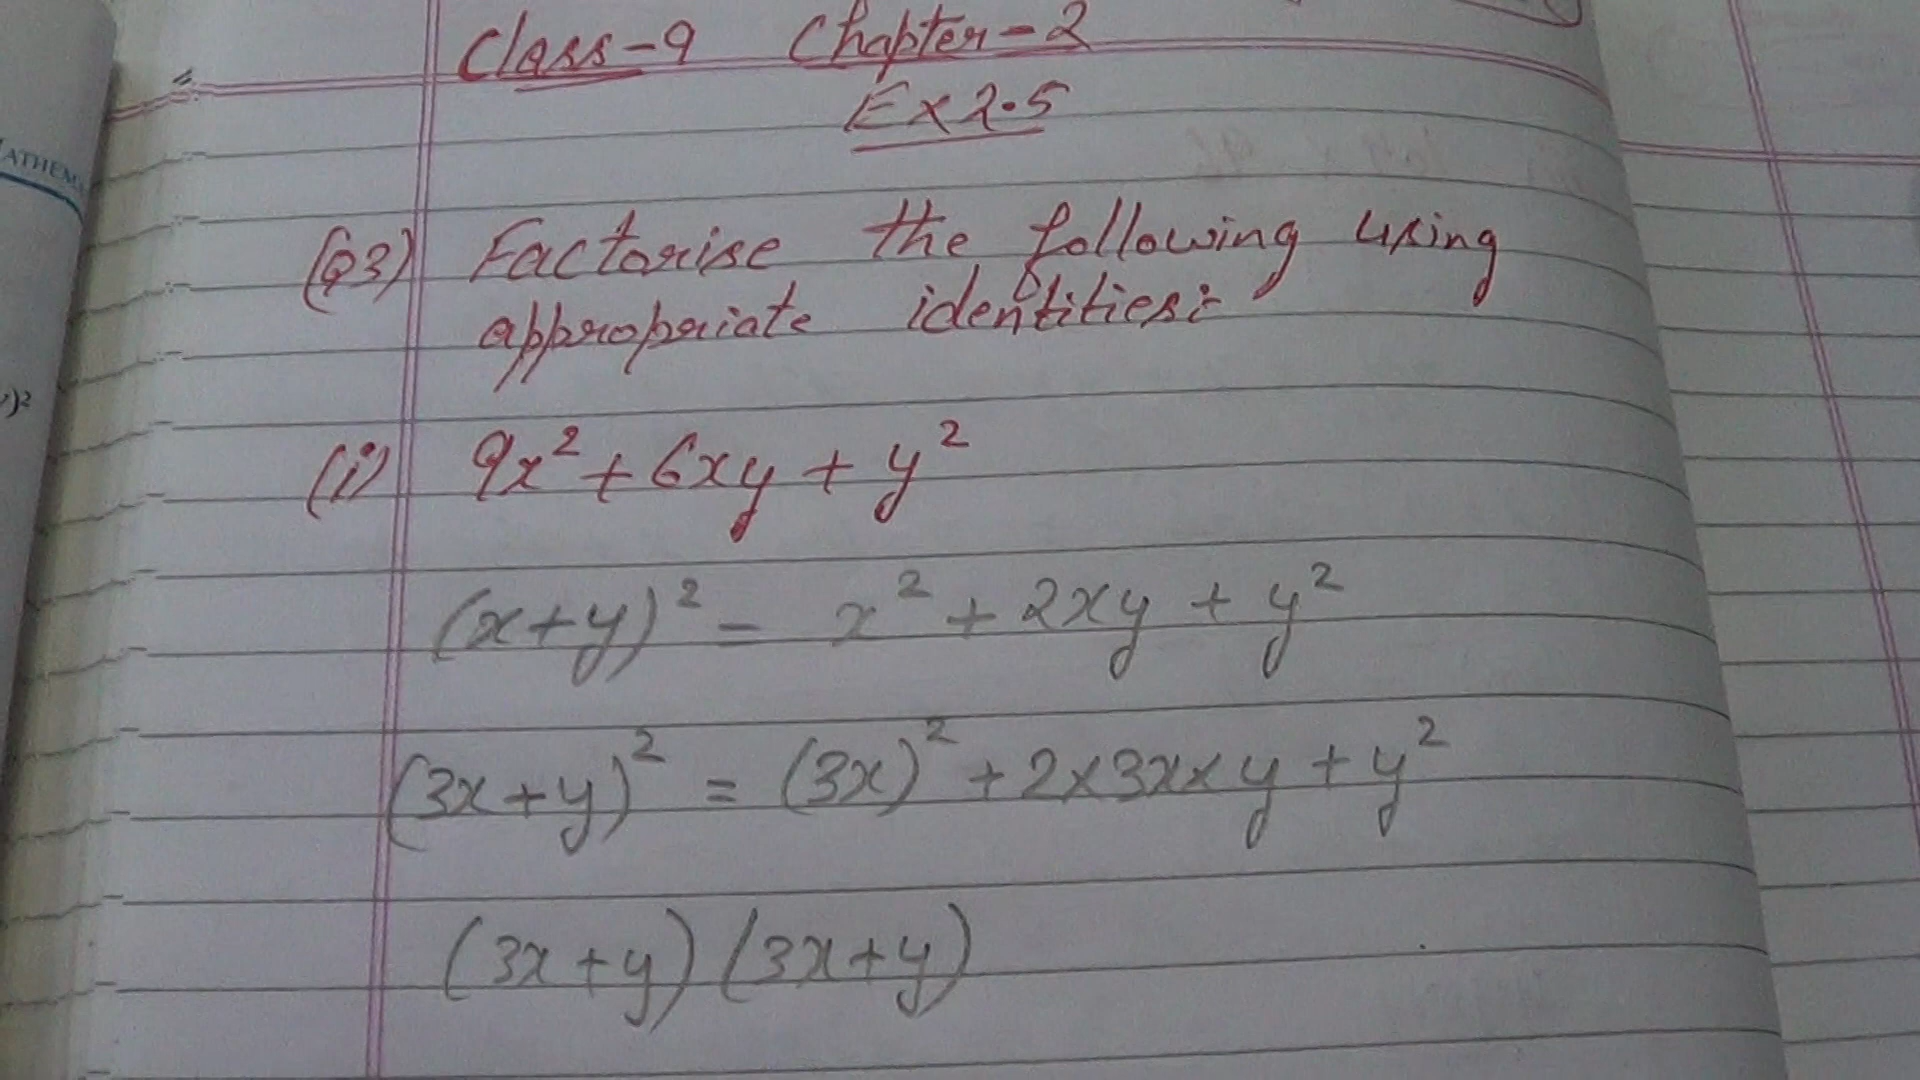 Class-9 Chapter-2
Ex 2.5
(Q3) Factorise the following using
appropriate identities:-
(i) 9x² + 6xy + y²
(x+y)² = x² + 2xy + y²
(3x+y)² = (3x)² + 2×3x×y + y²
(3x+y) (3x+y)
)²